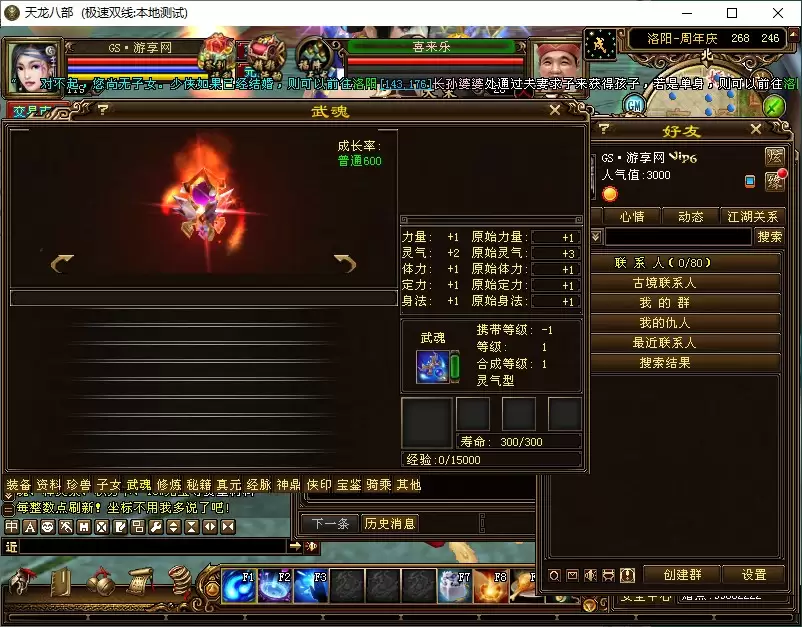 天龙八部 (极速双线:本地测试)
GS·游享网
喜来乐
洛阳-周年庆 268 246
北
对不起，您尚无子女。少侠如果已经结婚，则可以前往洛阳[143,176]长孙婆婆处通过夫妻求子来获得孩子，若是单身，则可以前往洛
元
GM
交易市
? 武魂
成长率:
普通600
力量: +1 原始力量: +1
灵气: +2 原始灵气: +3
体力: +1 原始体力: +1
定力: +1 原始定力: +1
身法: +1 原始身法: +1
武魂
携带等级: -1
等级: 1
合成等级: 1
灵气型
寿命: 300/300
经验:0/15000
? 好友
GS·游享网 Vip6
人气值:3000
炫
缘
心情 动态 江湖关系
搜索
联系人(0/80)
古境联系人
我的群
我的仇人
最近联系人
搜索结果
创建群 设置
装备 资料 珍兽 子女 武魂 修炼 秘籍 真元 经脉 神鼎 侠印 宝鉴 骑乘 其他
每整数点刷新！坐标不用我多说了吧!
中 A
下一条 历史消息
近
F1 F2 F3 F7 F8